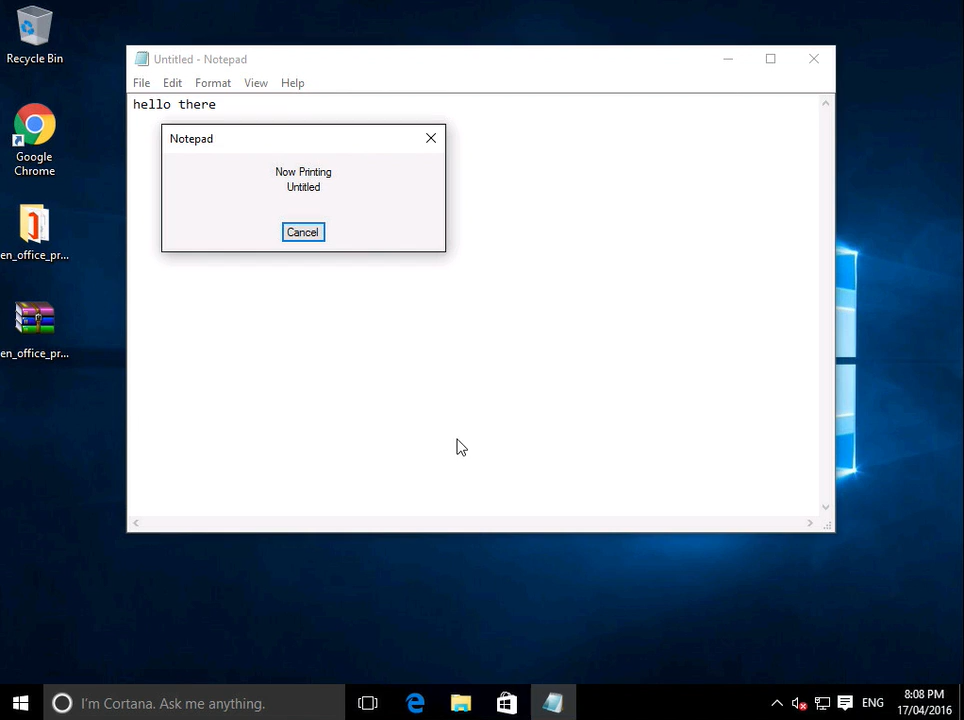 Recycle Bin
Google
Chrome
en_office_pr...
en_office_pr...
Untitled - Notepad
File Edit Format View Help
hello there
Notepad
Now Printing
Untitled
Cancel
I'm Cortana. Ask me anything.
ENG
8:08 PM
17/04/2016